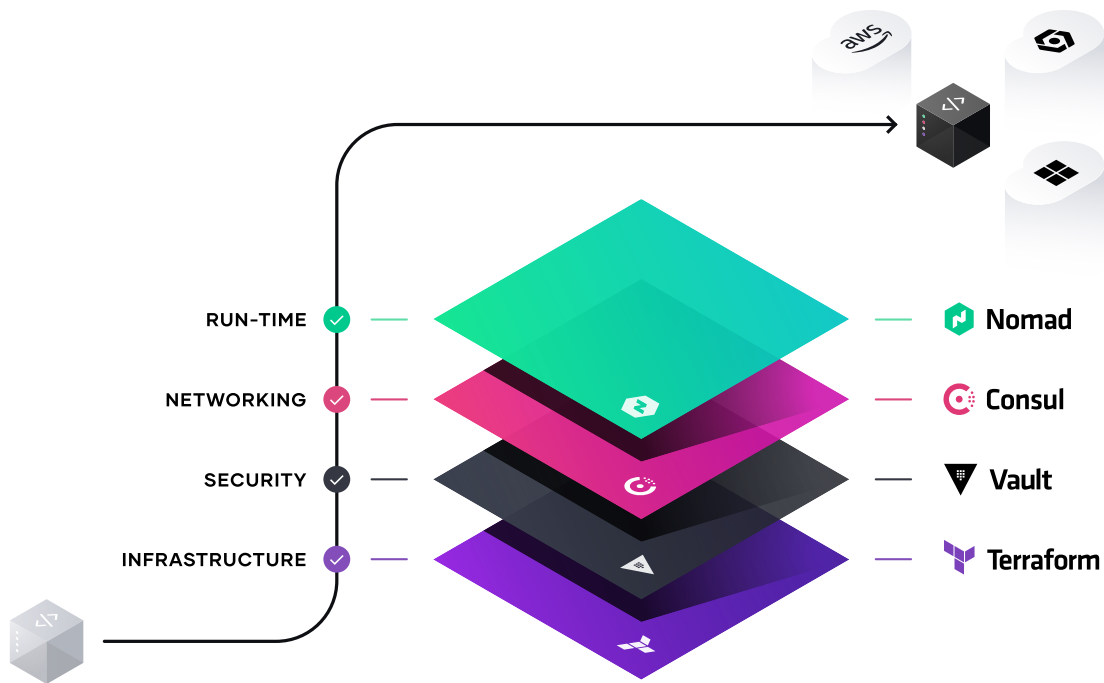 aws
</>
RUN-TIME
Nomad
NETWORKING
Consul
SECURITY
Vault
INFRASTRUCTURE
Terraform
</>